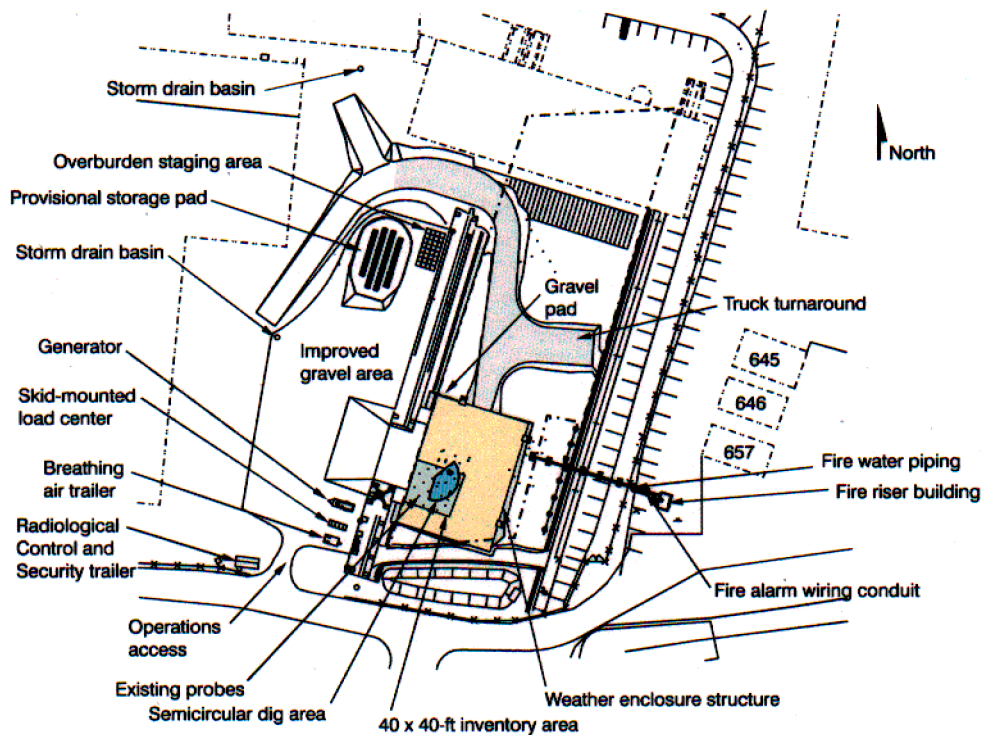 Storm drain basin
Overburden staging area
North
Provisional storage pad
Storm drain basin
Gravel
pad
Truck turnaround
Generator
Improved
gravel area
645
Skid-mounted
load center
646
657
Breathing
air trailer
Fire water piping
Fire riser building
Radiological
Control and
Security trailer
Fire alarm wiring conduit
Operations
access
Existing probes
Semicircular dig area
40 x 40-ft inventory area
Weather enclosure structure